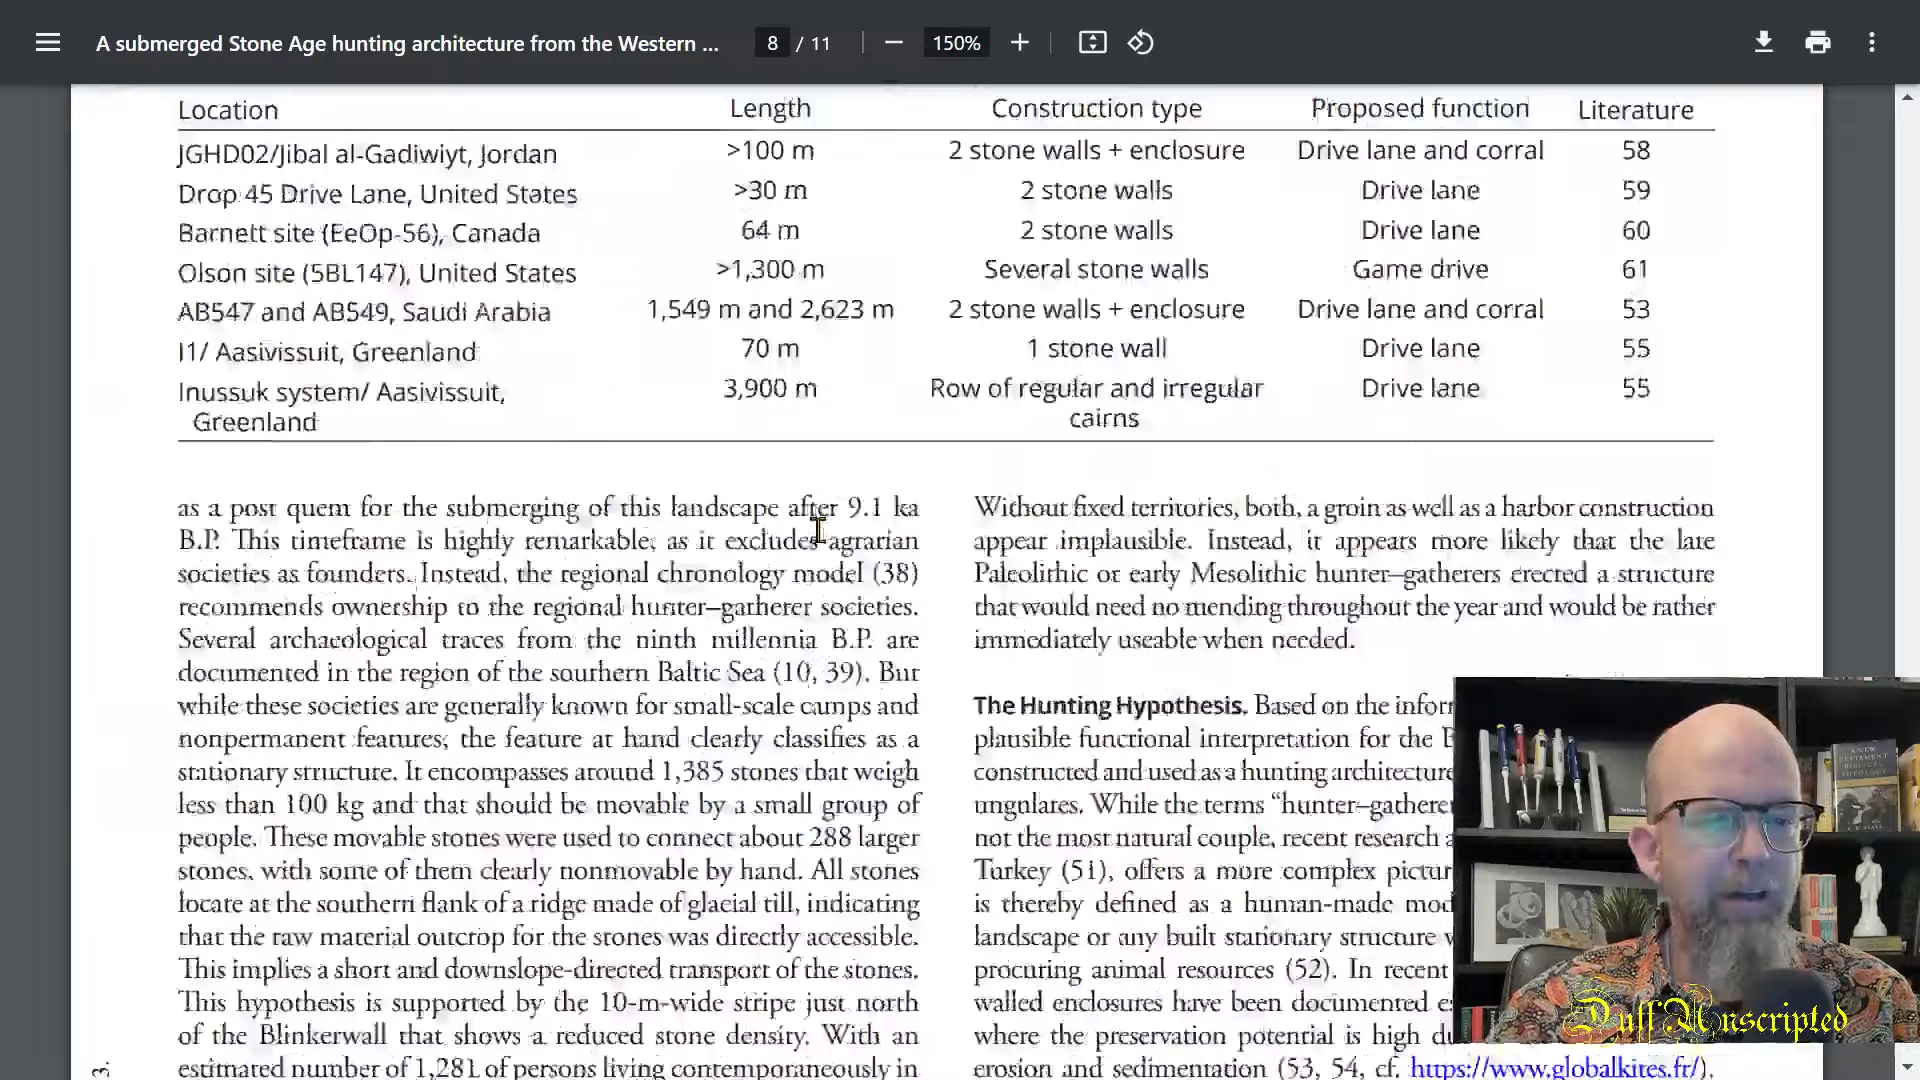 A submerged Stone Age hunting architecture from the Western ...
8 / 11
150%
Location Length Construction type Proposed function Literature
JGHD02/Jibal al-Gadiwiyt, Jordan >100 m 2 stone walls + enclosure Drive lane and corral 58
Drop 45 Drive Lane, United States >30 m 2 stone walls Drive lane 59
Barnett site (EeOp-56), Canada 64 m 2 stone walls Drive lane 60
Olson site (5BL147), United States >1,300 m Several stone walls Game drive 61
AB547 and AB549, Saudi Arabia 1,549 m and 2,623 m 2 stone walls + enclosure Drive lane and corral 53
I1/ Aasivissuit, Greenland 70 m 1 stone wall Drive lane 55
Inussuk system/ Aasivissuit, 3,900 m Row of regular and irregular Drive lane 55
Greenland cairns
as a post quem for the submerging of this landscape after 9.1 ka
B.P. This timeframe is highly remarkable, as it excludes agrarian
societies as founders. Instead, the regional chronology model (38)
recommends ownership to the regional hunter–gatherer societies.
Several archaeological traces from the ninth millennia B.P. are
documented in the region of the southern Baltic Sea (10, 39). But
while these societies are generally known for small-scale camps and
nonpermanent features, the feature at hand clearly classifies as a
stationary structure. It encompasses around 1,385 stones that weigh
less than 100 kg and that should be movable by a small group of
people. These movable stones were used to connect about 288 larger
stones, with some of them clearly nonmovable by hand. All stones
locate at the southern flank of a ridge made of glacial till, indicating
that the raw material outcrop for the stones was directly accessible.
This implies a short and downslope-directed transport of the stones.
This hypothesis is supported by the 10-m-wide stripe just north
of the Blinkerwall that shows a reduced stone density. With an
estimated number of 1,281 of persons living contemporaneously in
Without fixed territories, both, a groin as well as a harbor construction
appear implausible. Instead, it appears more likely that the late
Paleolithic or early Mesolithic hunter–gatherers erected a structure
that would need no mending throughout the year and would be rather
immediately useable when needed.
The Hunting Hypothesis. Based on the infor
plausible functional interpretation for the B
constructed and used as a hunting architecture
ungulares. While the terms “hunter–gathere
not the most natural couple, recent research a
Turkey (51), offers a more complex pictur
is thereby defined as a human-made mod
landscape or any built stationary structure w
procuring animal resources (52). In recent
walled enclosures have been documented e
where the preservation potential is high du
erosion and sedimentation (53, 54, cf. https://www.globalkites.fr/).
3.
A NEW
TESTAMENT
BIBLICAL
THEOLOGY
Duff Unscripted